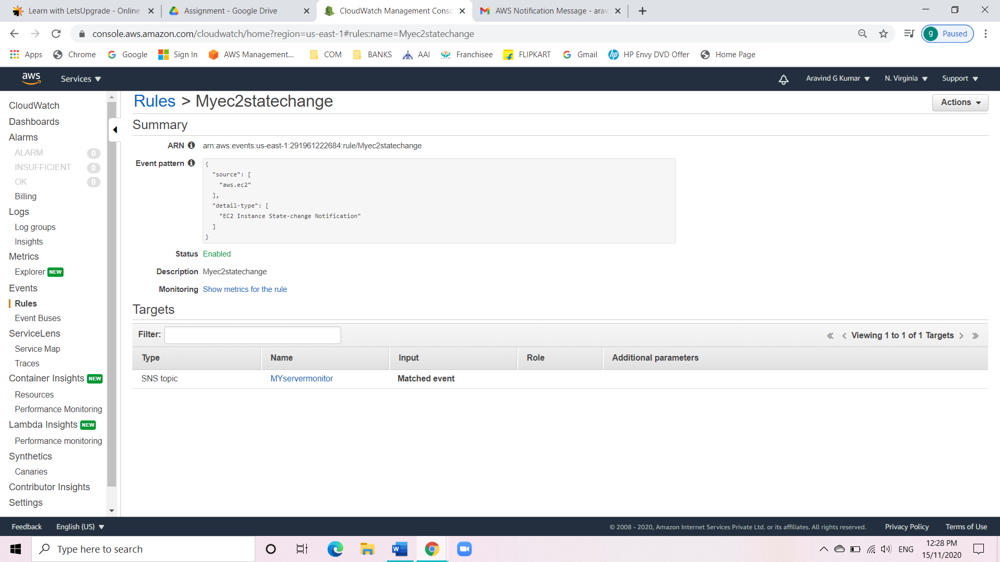 Learn with LetsUpgrade - Online
Assignment - Google Drive
CloudWatch Management Conso
AWS Notification Message - arav
console.aws.amazon.com/cloudwatch/home?region=us-east-1#rules:name=Myec2statechange
g Paused
Apps
Chrome
Google
Sign In
AWS Management...
COM
BANKS
AAI
Franchisee
FLIPKART
Gmail
HP Envy DVD Offer
Home Page
aws
Services
Aravind G Kumar
N. Virginia
Support
CloudWatch
Dashboards
Alarms
ALARM 0
INSUFFICIENT 0
OK 0
Billing
Logs
Log groups
Insights
Metrics
Explorer NEW
Events
Rules
Event Buses
ServiceLens
Service Map
Traces
Container Insights NEW
Resources
Performance Monitoring
Lambda Insights NEW
Performance monitoring
Synthetics
Canaries
Contributor Insights
Settings
Rules > Myec2statechange
Actions
Summary
ARN arn:aws:events:us-east-1:291961222684:rule/Myec2statechange
Event pattern {
"source": [
"aws.ec2"
],
"detail-type": [
"EC2 Instance State-change Notification"
]
}
Status Enabled
Description Myec2statechange
Monitoring Show metrics for the rule
Targets
Filter:
« ‹ Viewing 1 to 1 of 1 Targets › »
Type Name Input Role Additional parameters
SNS topic MYservermonitor Matched event
Feedback
English (US)
© 2008 - 2020, Amazon Internet Services Private Ltd. or its affiliates. All rights reserved.
Privacy Policy
Terms of Use
Type here to search
ENG
12:28 PM
15/11/2020